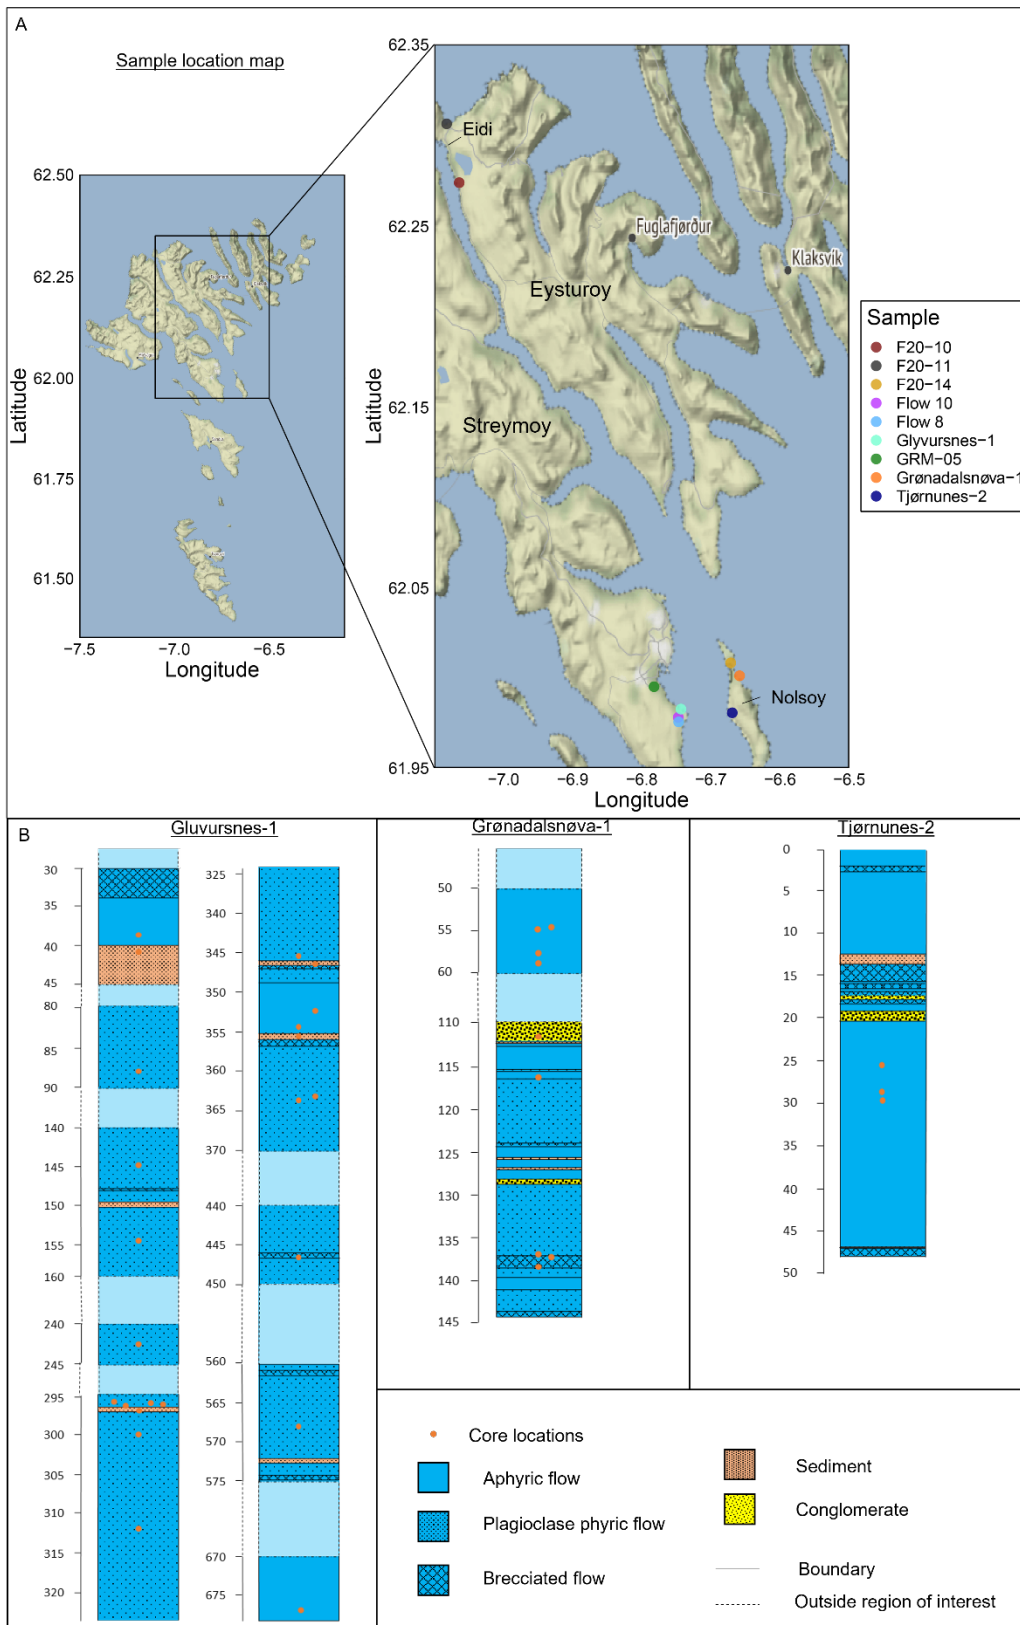 A
Sample location map
62.50
62.25
62.00
61.75
61.50
Latitude
−7.5
−7.0
−6.5
Longitude
62.35
62.25
62.15
62.05
61.95
Latitude
Eidi
Fuglafjørður
Klaksvík
Eysturoy
Streymoy
Nolsoy
−7.0
−6.9
−6.8
−6.7
−6.6
−6.5
Longitude
Sample
F20−10
F20−11
F20−14
Flow 10
Flow 8
Glyvursnes−1
GRM−05
Grønadalsnøva−1
Tjørnunes−2
B
Gluvursnes-1
30
35
40
45
80
85
90
140
145
150
155
160
240
245
295
300
305
310
315
320
325
340
345
350
355
360
365
370
440
445
450
560
565
570
575
670
675
Grønadalsnøva-1
50
60
110
115
120
125
130
135
140
145
Tjørnunes-2
0
5
10
15
20
25
30
35
40
45
50
Core locations
Aphyric flow
Plagioclase phyric flow
Brecciated flow
Sediment
Conglomerate
Boundary
Outside region of interest